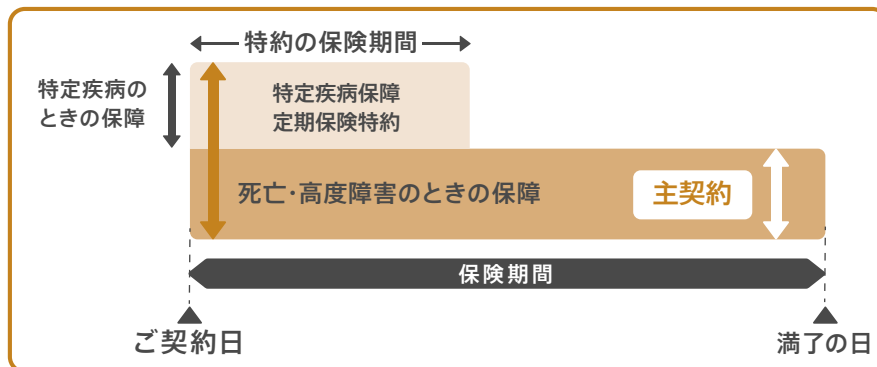 特約の保険期間
特定疾病の
ときの保障
特定疾病保障
定期保険特約
死亡・高度障害のときの保障
主契約
保険期間
ご契約日
満了の日